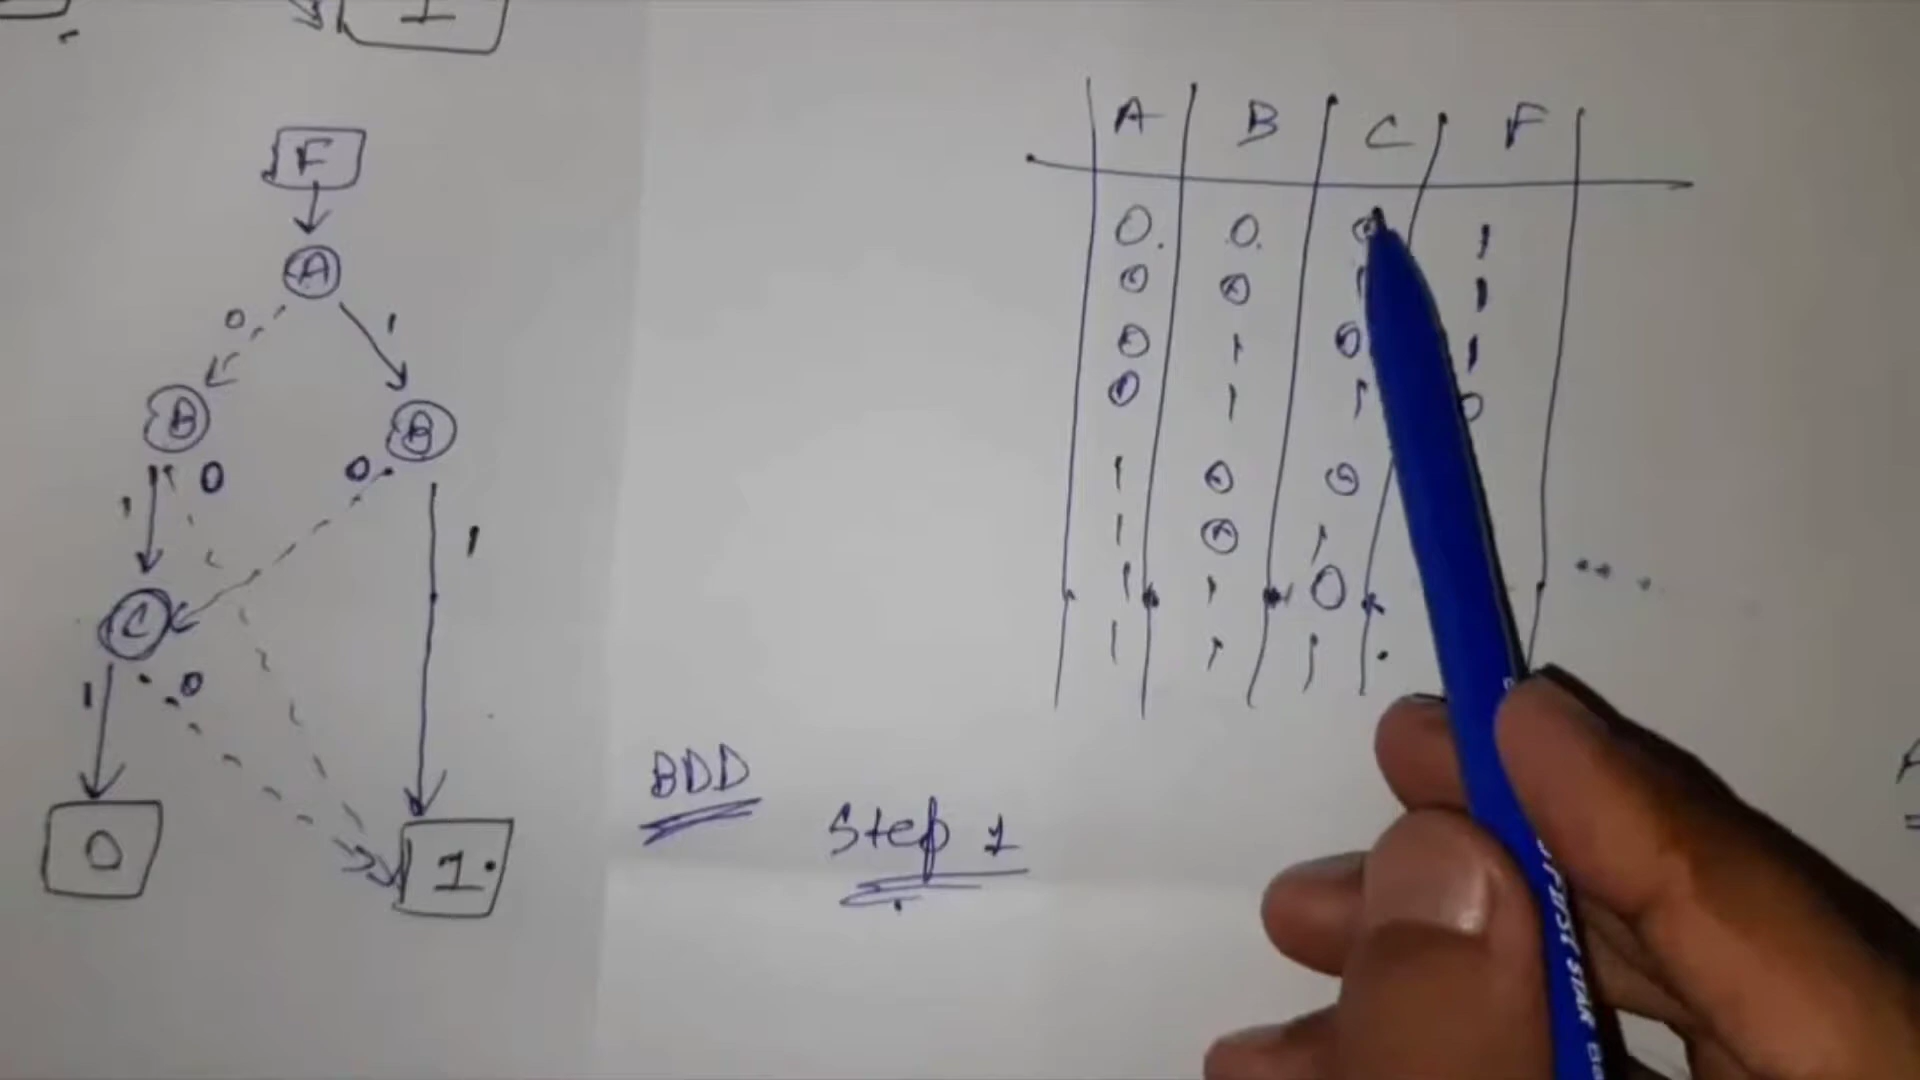 1
F
A
0 1
B B
1 0 0 1
C
1 0
0 1
BDD
Step 1
A B C F
0 0 0 1
0 0 1 1
0 1 0 1
0 1 1 0
1 0 0
1 0 1
1 1 0
1 1 1